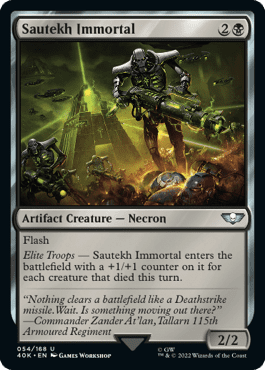 Sautekh Immortal 2
Artifact Creature — Necron
Flash
Elite Troops — Sautekh Immortal enters the
battlefield with a +1/+1 counter on it for
each creature that died this turn.
"Nothing clears a battlefield like a Deathstrike
missile. Wait. Is something moving out there?"
—Commander Zander At'lan, Tallarn 115th
Armoured Regiment
2/2
054/168 U
40K • EN Games Workshop
© GW
™ & © 2022 Wizards of the Coast